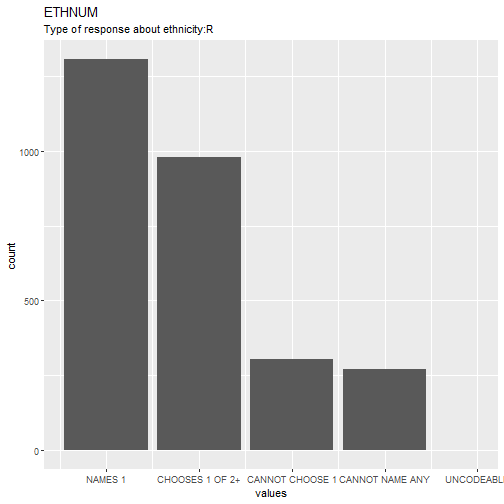 ETHNUM
Type of response about ethnicity:R
count
1000
500
0
NAMES 1 CHOOSES 1 OF 2+ CANNOT CHOOSE 1 CANNOT NAME ANY UNCODEABL
values